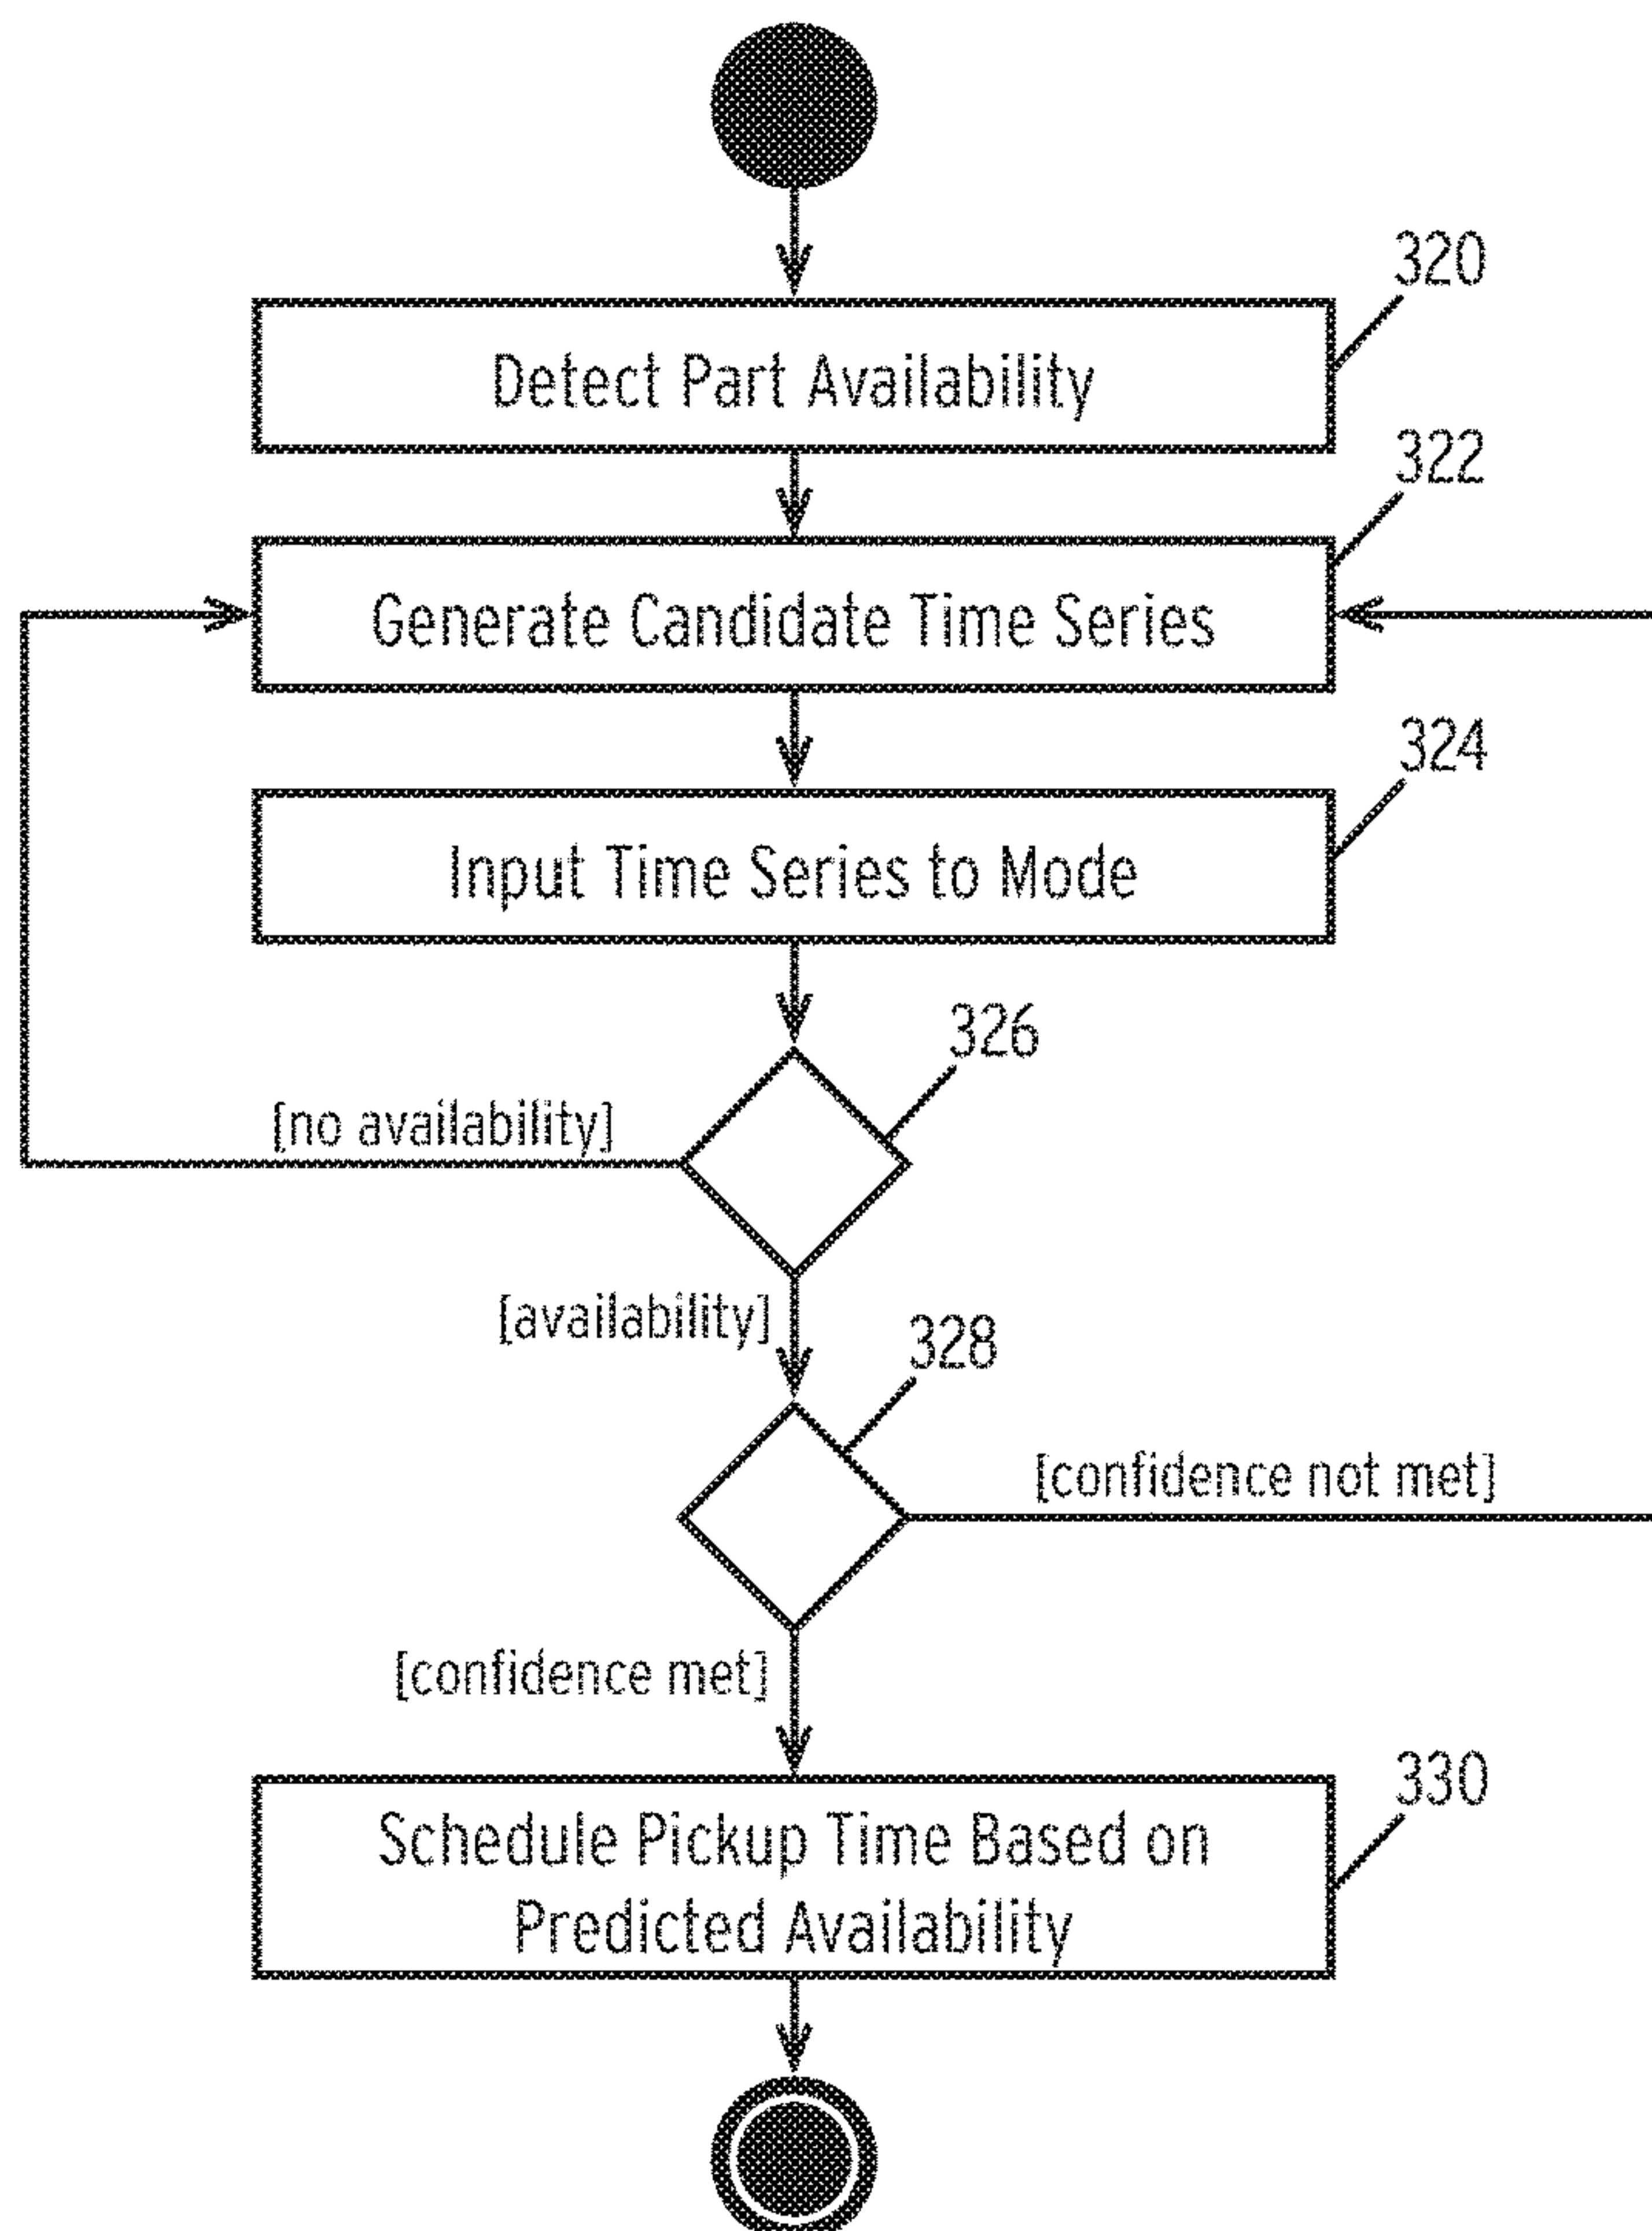 320
Detect Part Availability
322
Generate Candidate Time Series
324
Input Time Series to Mode
326
[no availability]
[availability]
328
[confidence not met]
[confidence met]
330
Schedule Pickup Time Based on
Predicted Availability